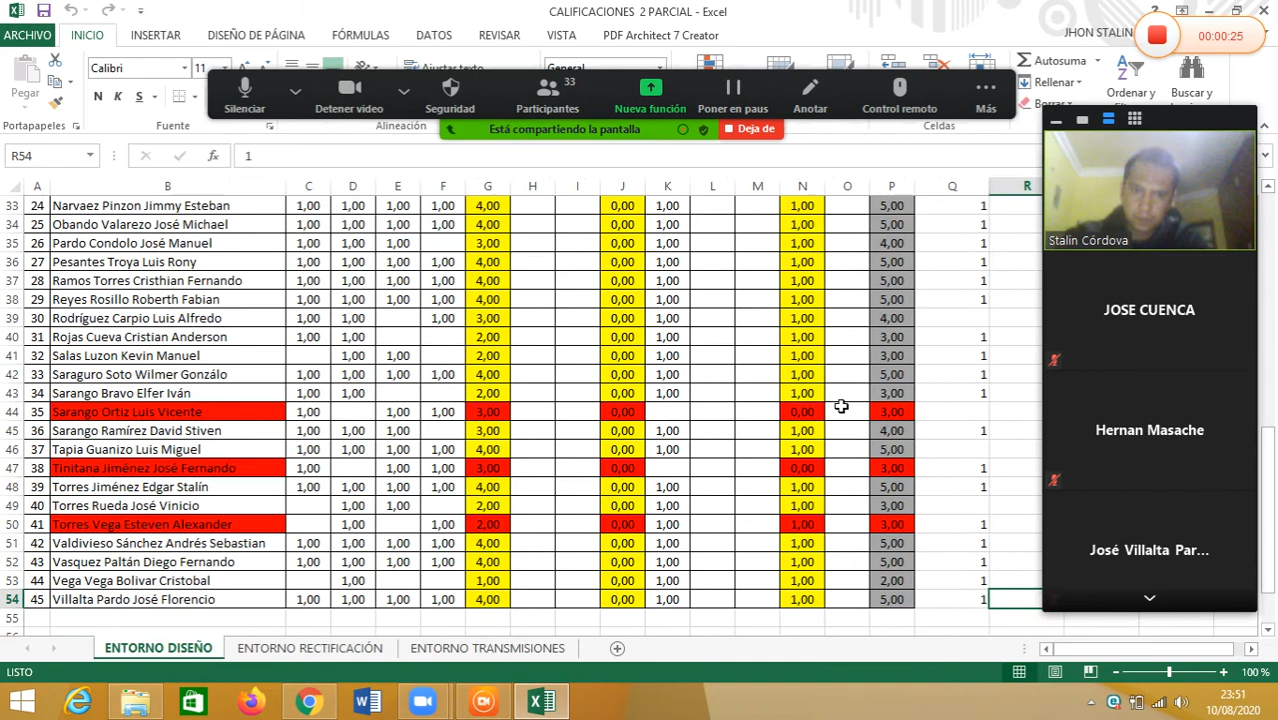 CALIFICACIONES 2 PARCIAL - Excel
ARCHIVO INICIO INSERTAR DISEÑO DE PÁGINA FÓRMULAS DATOS REVISAR VISTA PDF Architect 7 Creator JHON STALIN
00:00:25
Pegar Calibri 11 Ajustar texto General Autosuma
N K S Rellenar Ordenar y Buscar y
Borrar
Silenciar Detener video Seguridad Participantes 33 Nueva función Poner en paus Anotar Control remoto Más
Está compartiendo la pantalla Deja de
Portapapeles Fuente Alineación Celdas
R54 fx 1
A B C D E F G H I J K L M N O P Q R
33 24 Narvaez Pinzon Jimmy Esteban 1,00 1,00 1,00 1,00 4,00 0,00 1,00 1,00 5,00 1
34 25 Obando Valarezo José Michael 1,00 1,00 1,00 1,00 4,00 0,00 1,00 1,00 5,00 1
35 26 Pardo Condolo José Manuel 1,00 1,00 1,00 3,00 0,00 1,00 1,00 4,00 1
36 27 Pesantes Troya Luis Rony 1,00 1,00 1,00 1,00 4,00 0,00 1,00 1,00 5,00 1
37 28 Ramos Torres Cristhian Fernando 1,00 1,00 1,00 1,00 4,00 0,00 1,00 1,00 5,00 1
38 29 Reyes Rosillo Roberth Fabian 1,00 1,00 1,00 1,00 4,00 0,00 1,00 1,00 5,00 1
39 30 Rodríguez Carpio Luis Alfredo 1,00 1,00 1,00 3,00 0,00 1,00 1,00 4,00
40 31 Rojas Cueva Cristian Anderson 1,00 1,00 2,00 0,00 1,00 1,00 3,00 1
41 32 Salas Luzon Kevin Manuel 1,00 1,00 2,00 0,00 1,00 1,00 3,00 1
42 33 Saraguro Soto Wilmer Gonzálo 1,00 1,00 1,00 1,00 4,00 0,00 1,00 1,00 5,00 1
43 34 Sarango Bravo Elfer Iván 1,00 1,00 2,00 0,00 1,00 1,00 3,00 1
44 35 Sarango Ortiz Luis Vicente 1,00 1,00 1,00 3,00 0,00 0,00 3,00
45 36 Sarango Ramírez David Stiven 1,00 1,00 1,00 3,00 0,00 1,00 1,00 4,00 1
46 37 Tapia Guanizo Luis Miguel 1,00 1,00 1,00 1,00 4,00 0,00 1,00 1,00 5,00
47 38 Tinitana Jiménez José Fernando 1,00 1,00 1,00 3,00 0,00 0,00 3,00 1
48 39 Torres Jiménez Edgar Stalín 1,00 1,00 1,00 1,00 4,00 0,00 1,00 1,00 5,00 1
49 40 Torres Rueda José Vinicio 1,00 1,00 2,00 0,00 1,00 1,00 3,00
50 41 Torres Vega Esteven Alexander 1,00 1,00 2,00 0,00 1,00 1,00 3,00 1
51 42 Valdivieso Sánchez Andrés Sebastian 1,00 1,00 1,00 1,00 4,00 0,00 1,00 1,00 5,00 1
52 43 Vasquez Paltán Diego Fernando 1,00 1,00 1,00 1,00 4,00 0,00 1,00 1,00 5,00 1
53 44 Vega Vega Bolivar Cristobal 1,00 1,00 0,00 1,00 1,00 2,00 1
54 45 Villalta Pardo José Florencio 1,00 1,00 1,00 1,00 4,00 0,00 1,00 1,00 5,00 1
55
Stalin Córdova
JOSE CUENCA
Hernan Masache
José Villalta Par...
ENTORNO DISEÑO ENTORNO RECTIFICACIÓN ENTORNO TRANSMISIONES
LISTO 100 %
23:51
10/08/2020